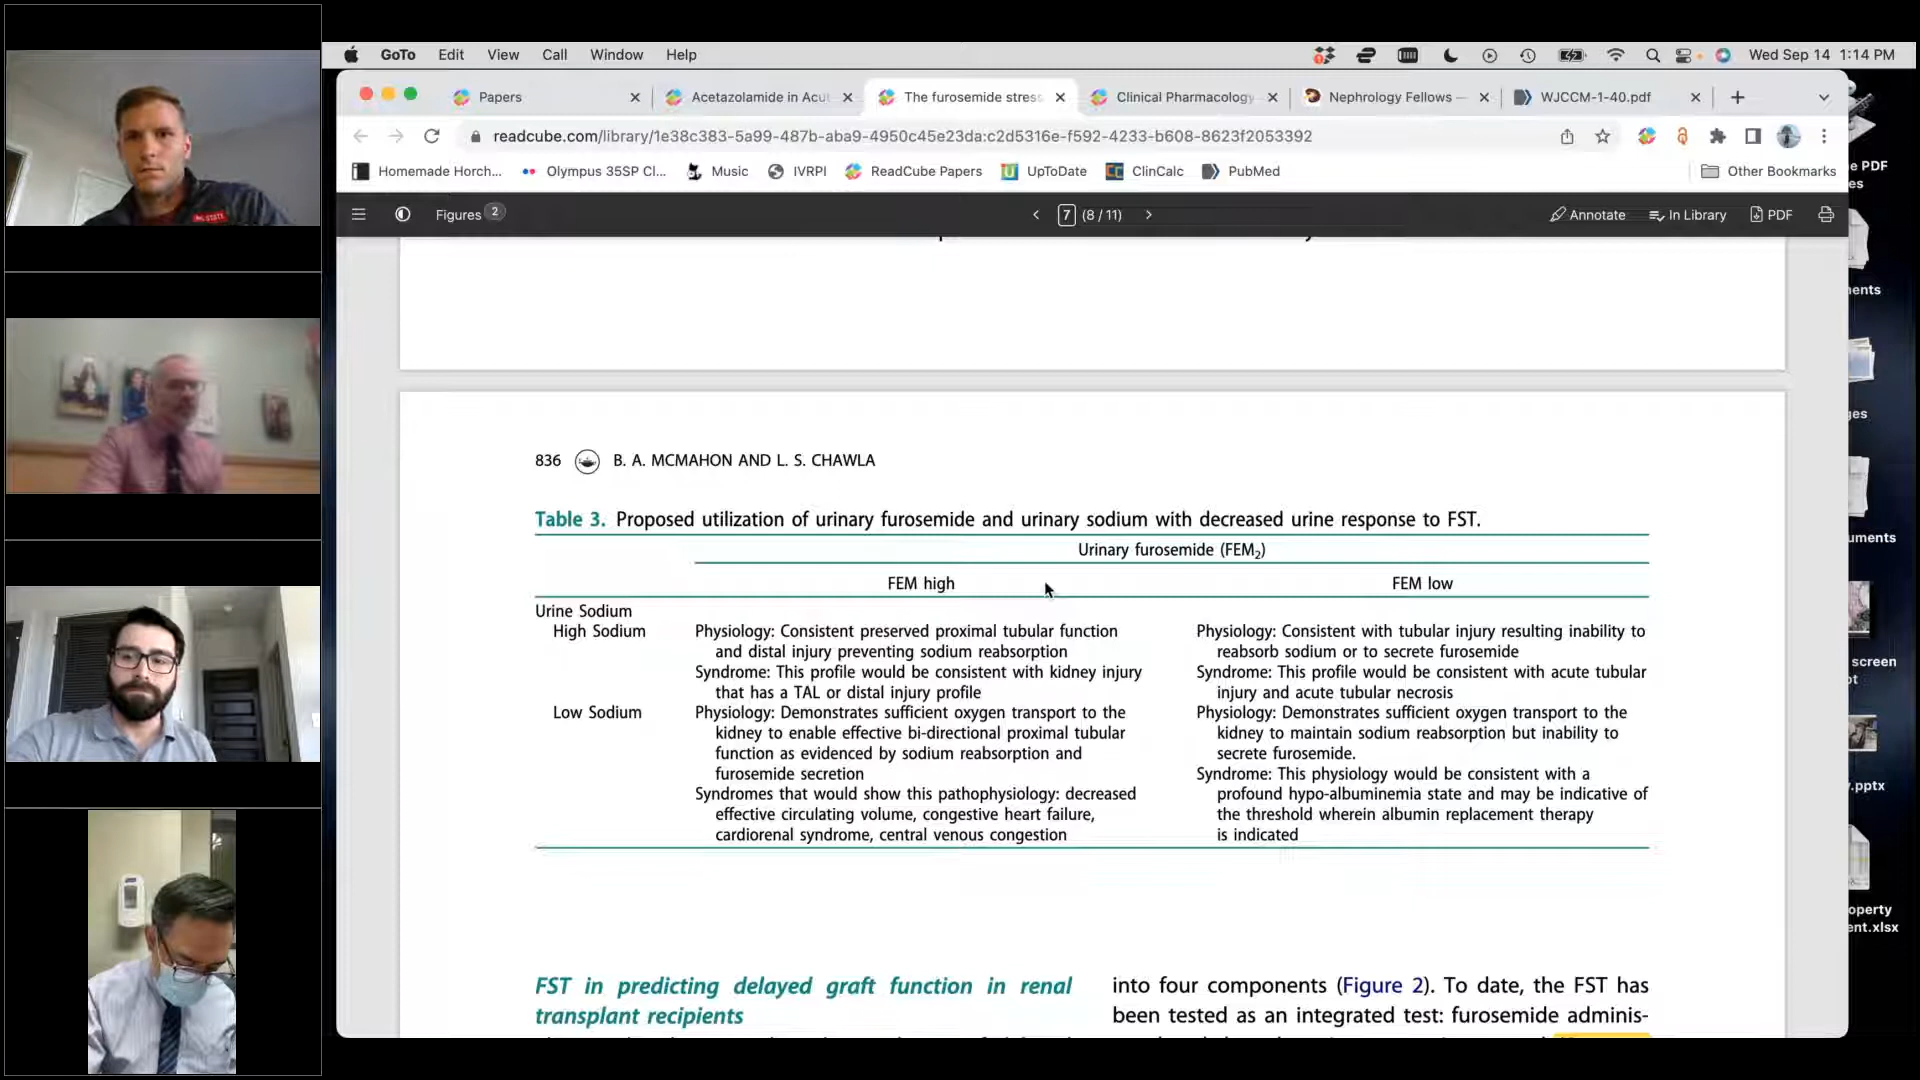 GoTo Edit View Call Window Help
Wed Sep 14 1:14 PM
Papers
Acetazolamide in Acut
The furosemide stress
Clinical Pharmacology
Nephrology Fellows —
WJCCM-1-40.pdf
readcube.com/library/1e38c383-5a99-487b-aba9-4950c45e23da:c2d5316e-f592-4233-b608-8623f2053392
Homemade Horch... Olympus 35SP Cl... Music IVRPI ReadCube Papers UpToDate ClinCalc PubMed Other Bookmarks
Figures 2
7 (8 / 11)
Annotate In Library PDF
836 B. A. MCMAHON AND L. S. CHAWLA
Table 3. Proposed utilization of urinary furosemide and urinary sodium with decreased urine response to FST.
Urinary furosemide (FEM2)
FEM high FEM low
Urine Sodium
High Sodium
Physiology: Consistent preserved proximal tubular function
and distal injury preventing sodium reabsorption
Syndrome: This profile would be consistent with kidney injury
that has a TAL or distal injury profile
Physiology: Consistent with tubular injury resulting inability to
reabsorb sodium or to secrete furosemide
Syndrome: This profile would be consistent with acute tubular
injury and acute tubular necrosis
Low Sodium
Physiology: Demonstrates sufficient oxygen transport to the
kidney to enable effective bi-directional proximal tubular
function as evidenced by sodium reabsorption and
furosemide secretion
Syndromes that would show this pathophysiology: decreased
effective circulating volume, congestive heart failure,
cardiorenal syndrome, central venous congestion
Physiology: Demonstrates sufficient oxygen transport to the
kidney to maintain sodium reabsorption but inability to
secrete furosemide.
Syndrome: This physiology would be consistent with a
profound hypo-albuminemia state and may be indicative of
the threshold wherein albumin replacement therapy
is indicated
FST in predicting delayed graft function in renal
transplant recipients
into four components (Figure 2). To date, the FST has
been tested as an integrated test: furosemide adminis-
e PDF
es
ents
ges
uments
screen
ot
.pptx
operty
ent.xlsx